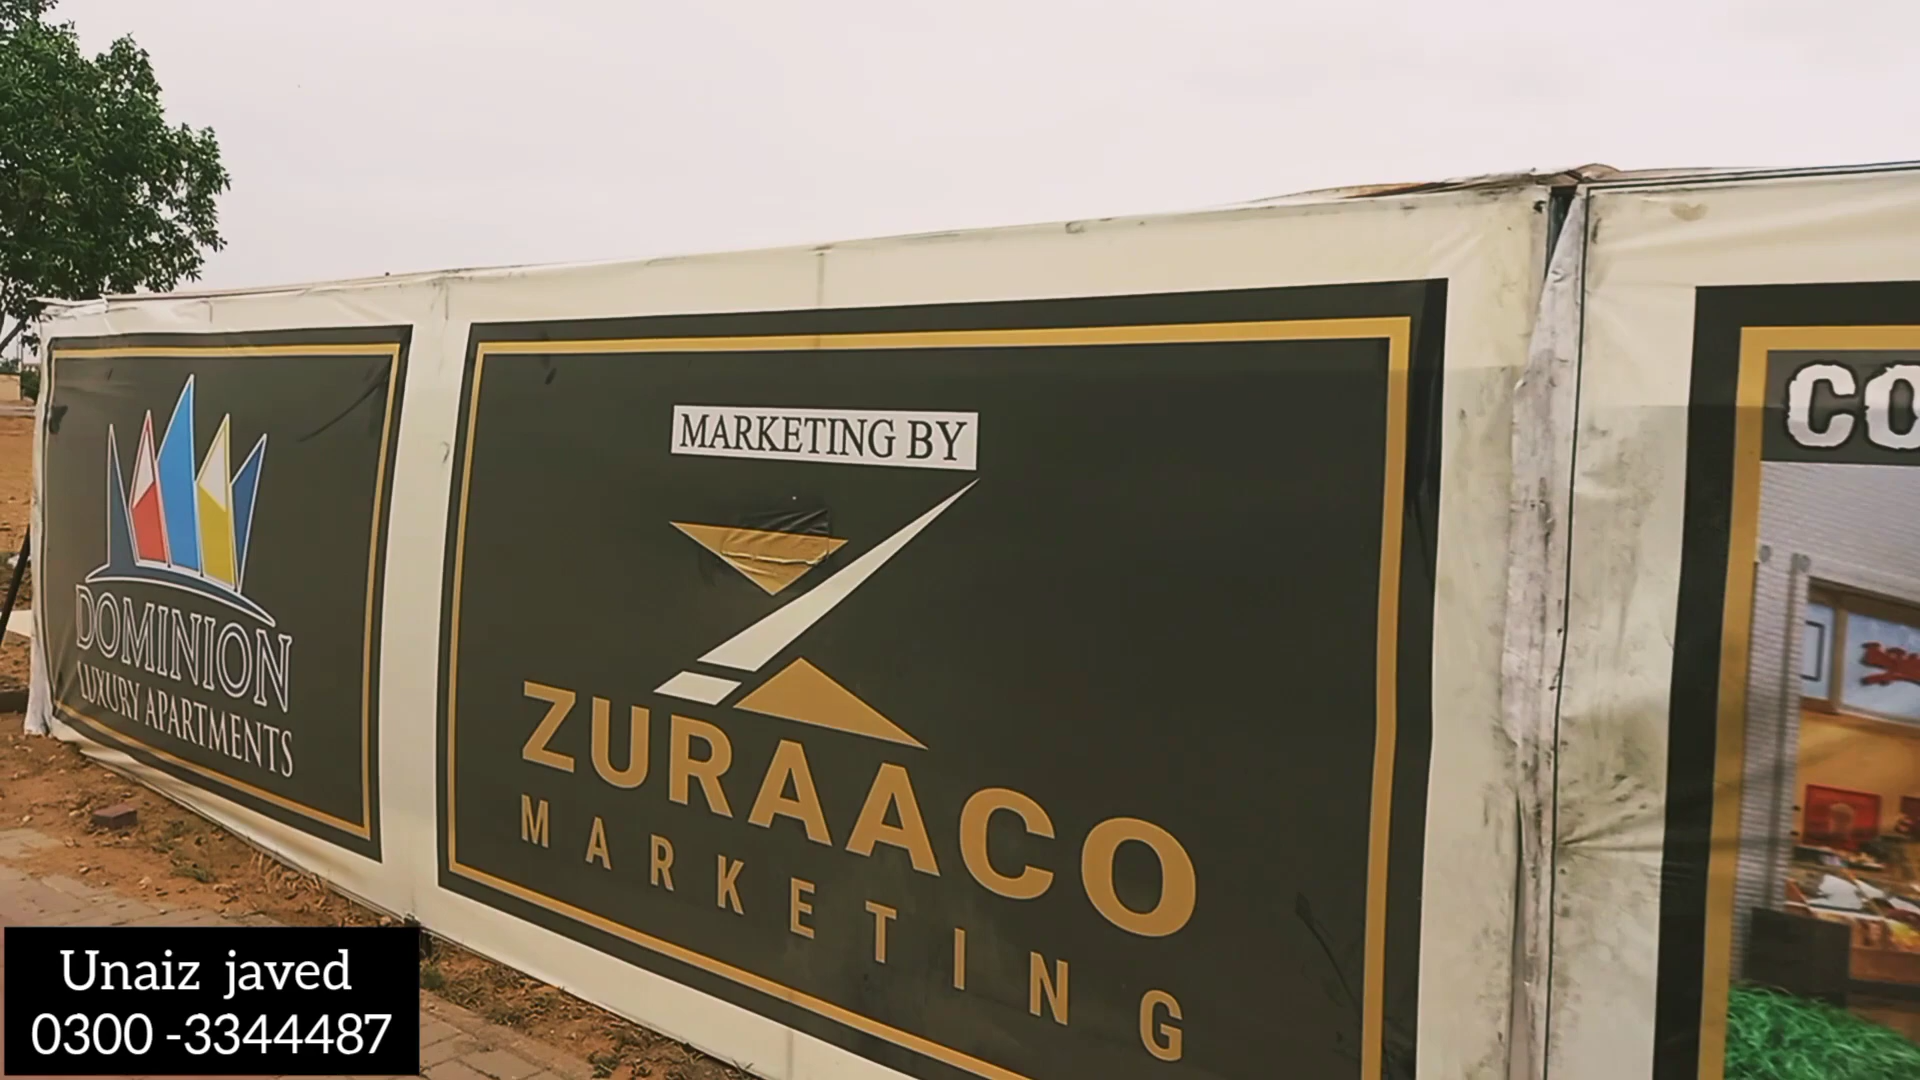 DOMINION
LUXURY APARTMENTS
MARKETING BY
ZURAACO
MARKETING
Unaiz javed
0300 -3344487